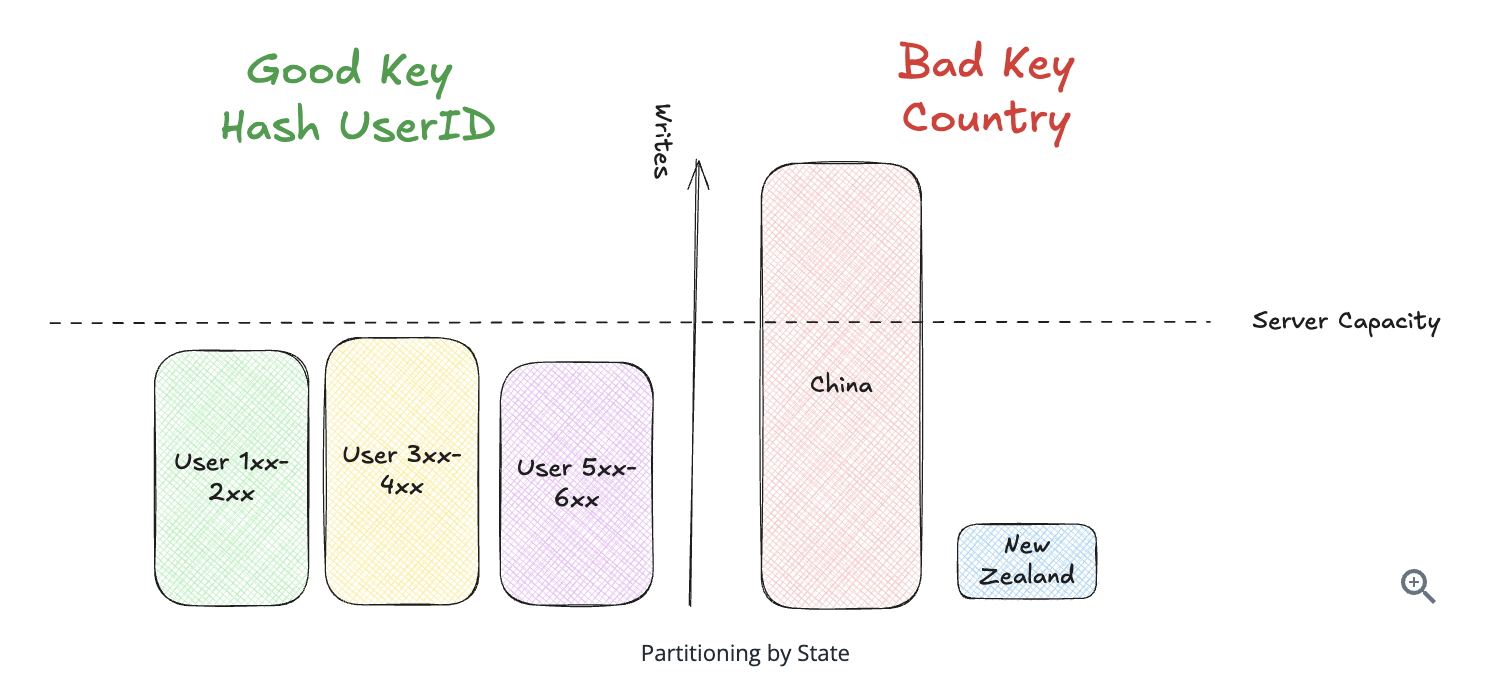 Good Key
Hash UserID
Bad Key
Country
Writes
Server Capacity
User 1xx-
2xx
User 3xx-
4xx
User 5xx-
6xx
China
New
Zealand
Partitioning by State